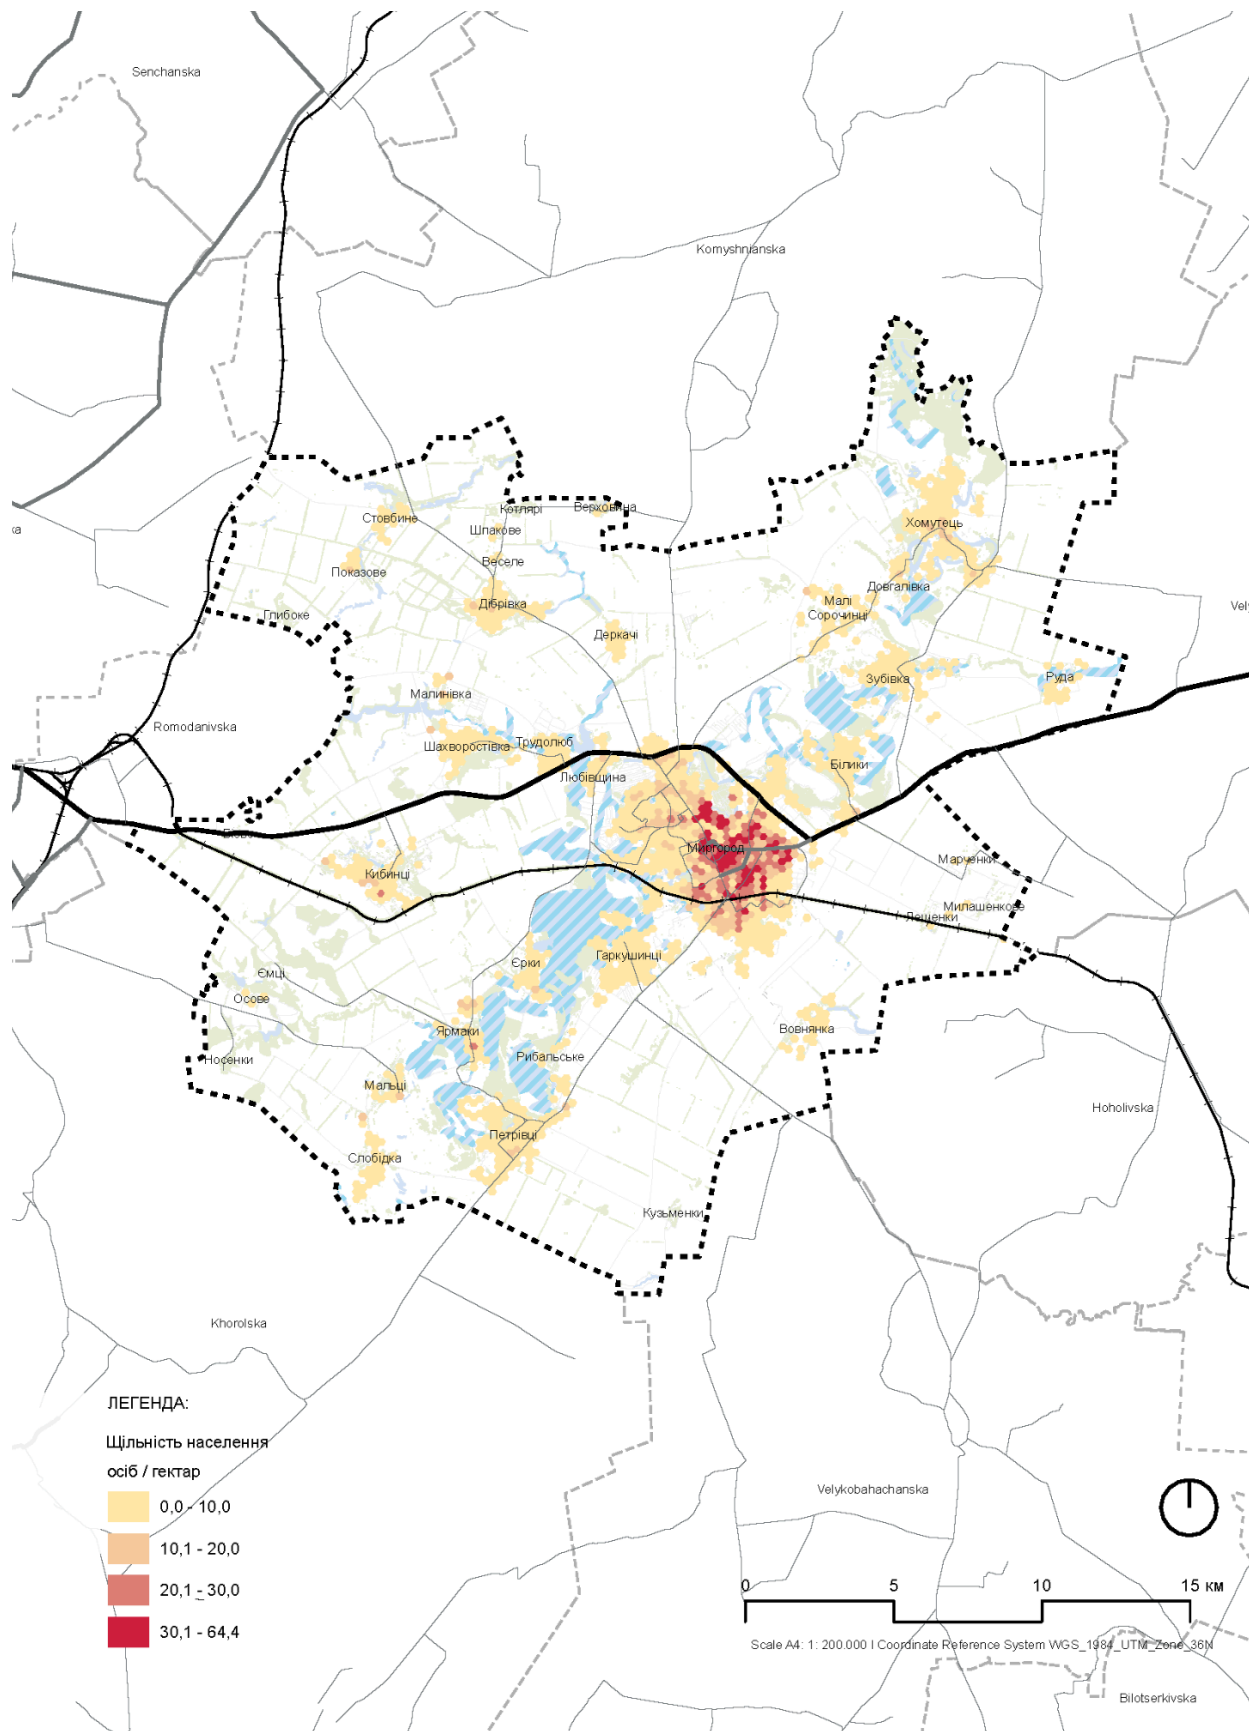 Senchanska
Komyshnianska
Котлярі
Верховина
Стовбине
Шпакове
Хомутець
ка
Веселе
Показове
Довгалівка
Малі
Сорочинці
Дібрівка
Глибоке
Vely
Деркачі
Зубівка
Руда
Малинівка
Romodanivska
Шахворостівка
Трудолюб
Любівщина
Білики
Миргород
Марченки
Кибинці
Милашенкове
Лещенки
Гаркушинці
Єрки
Ємці
Осове
Вовнянка
Ярмаки
Рибальське
Носенки
Мальці
Hoholivska
Петрівці
Слобідка
Кузьменки
Khorolska
ЛЕГЕНДА:
Щільність населення
осіб / гектар
0,0 - 10,0
10,1 - 20,0
20,1 - 30,0
30,1 - 64,4
Velykobahachanska
0 5 10 15 км
Scale A4: 1: 200.000 I Coordinate Reference System WGS_1984_UTM_Zone_36N
Bilotserkivska